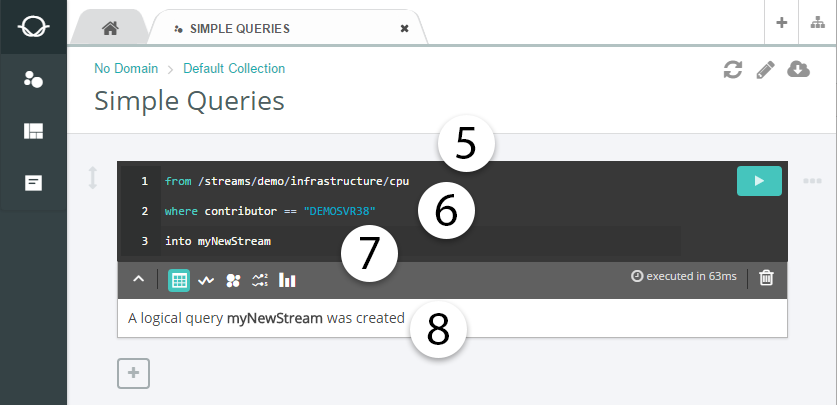 SIMPLE QUERIES
No Domain > Default Collection
Simple Queries
5
1 from /streams/demo/infrastructure/cpu
2 where contributor == "DEMOSVR38"
6
3 into myNewStream
7
executed in 63ms
A logical query myNewStream was created
8